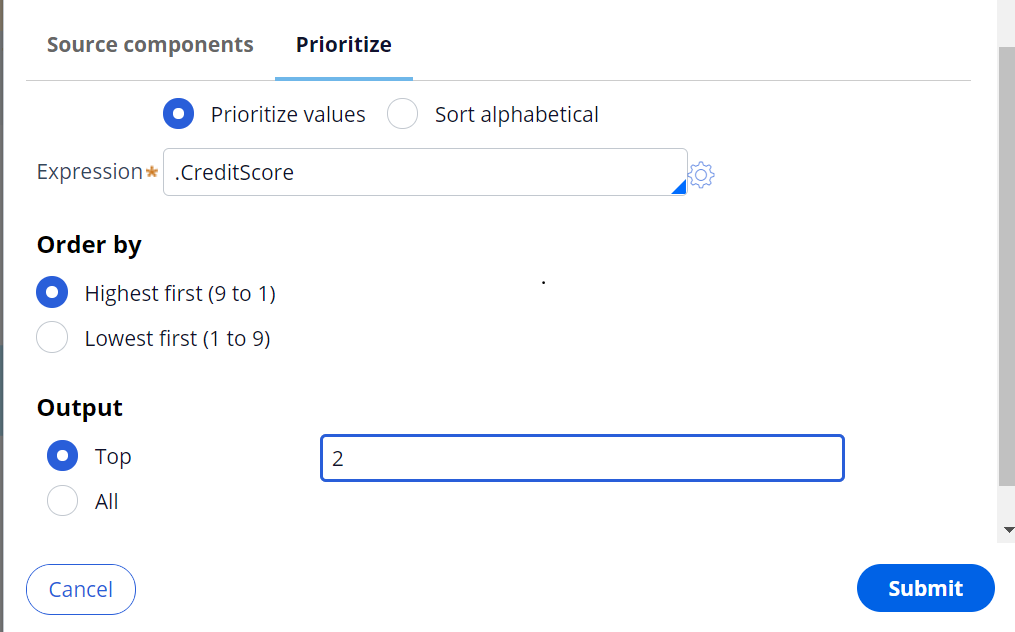 Source components Prioritize
Prioritize values Sort alphabetical
Expression* .CreditScore
Order by
Highest first (9 to 1)
Lowest first (1 to 9)
Output
Top 2
All
Cancel Submit